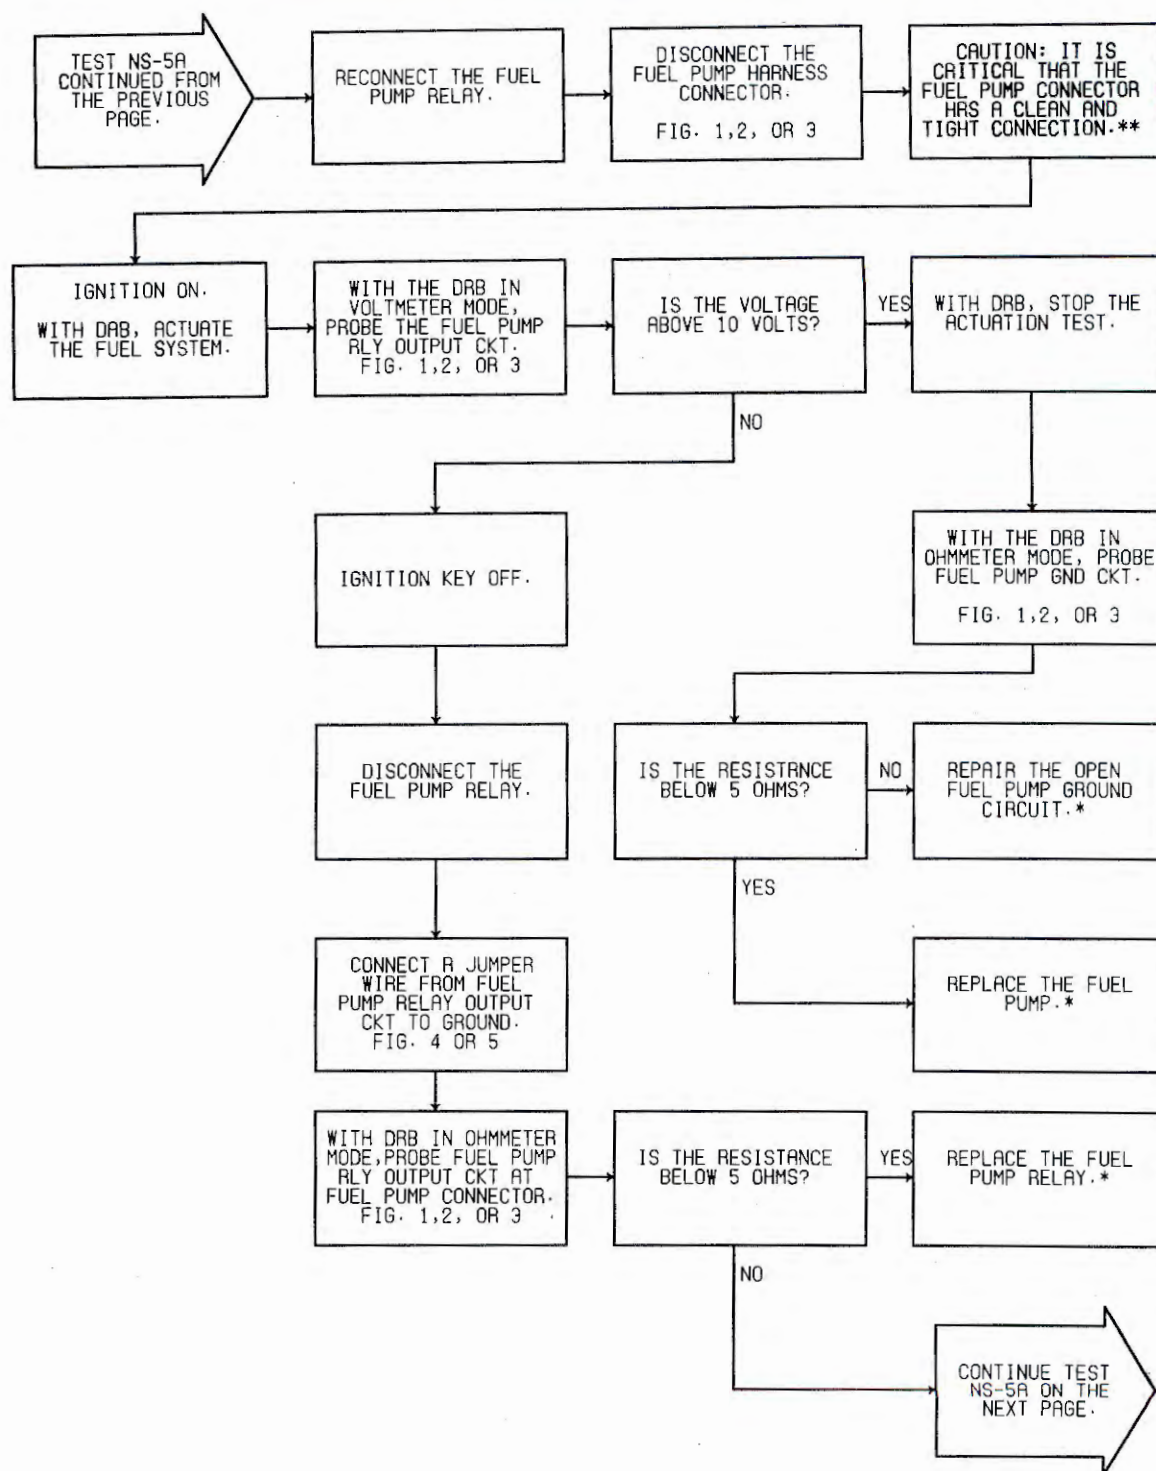 TEST NS-5A
CONTINUED FROM
THE PREVIOUS
PAGE.
RECONNECT THE FUEL
PUMP RELAY.
DISCONNECT THE
FUEL PUMP HARNESS
CONNECTOR.
FIG. 1,2, OR 3
CAUTION: IT IS
CRITICAL THAT THE
FUEL PUMP CONNECTOR
HAS A CLEAN AND
TIGHT CONNECTION.**
IGNITION ON.
WITH DRB, ACTUATE
THE FUEL SYSTEM.
WITH THE DRB IN
VOLTMETER MODE,
PROBE THE FUEL PUMP
RLY OUTPUT CKT.
FIG. 1,2, OR 3
IS THE VOLTAGE
ABOVE 10 VOLTS?
YES
WITH DRB, STOP THE
ACTUATION TEST.
NO
IGNITION KEY OFF.
WITH THE DRB IN
OHMMETER MODE, PROBE
FUEL PUMP GND CKT.
FIG. 1,2, OR 3
DISCONNECT THE
FUEL PUMP RELAY.
IS THE RESISTANCE
BELOW 5 OHMS?
NO
REPAIR THE OPEN
FUEL PUMP GROUND
CIRCUIT.*
YES
CONNECT A JUMPER
WIRE FROM FUEL
PUMP RELAY OUTPUT
CKT TO GROUND.
FIG. 4 OR 5
REPLACE THE FUEL
PUMP.*
WITH DRB IN OHMMETER
MODE,PROBE FUEL PUMP
RLY OUTPUT CKT AT
FUEL PUMP CONNECTOR.
FIG. 1,2, OR 3
IS THE RESISTANCE
BELOW 5 OHMS?
YES
REPLACE THE FUEL
PUMP RELAY.*
NO
CONTINUE TEST
NS-5A ON THE
NEXT PAGE.